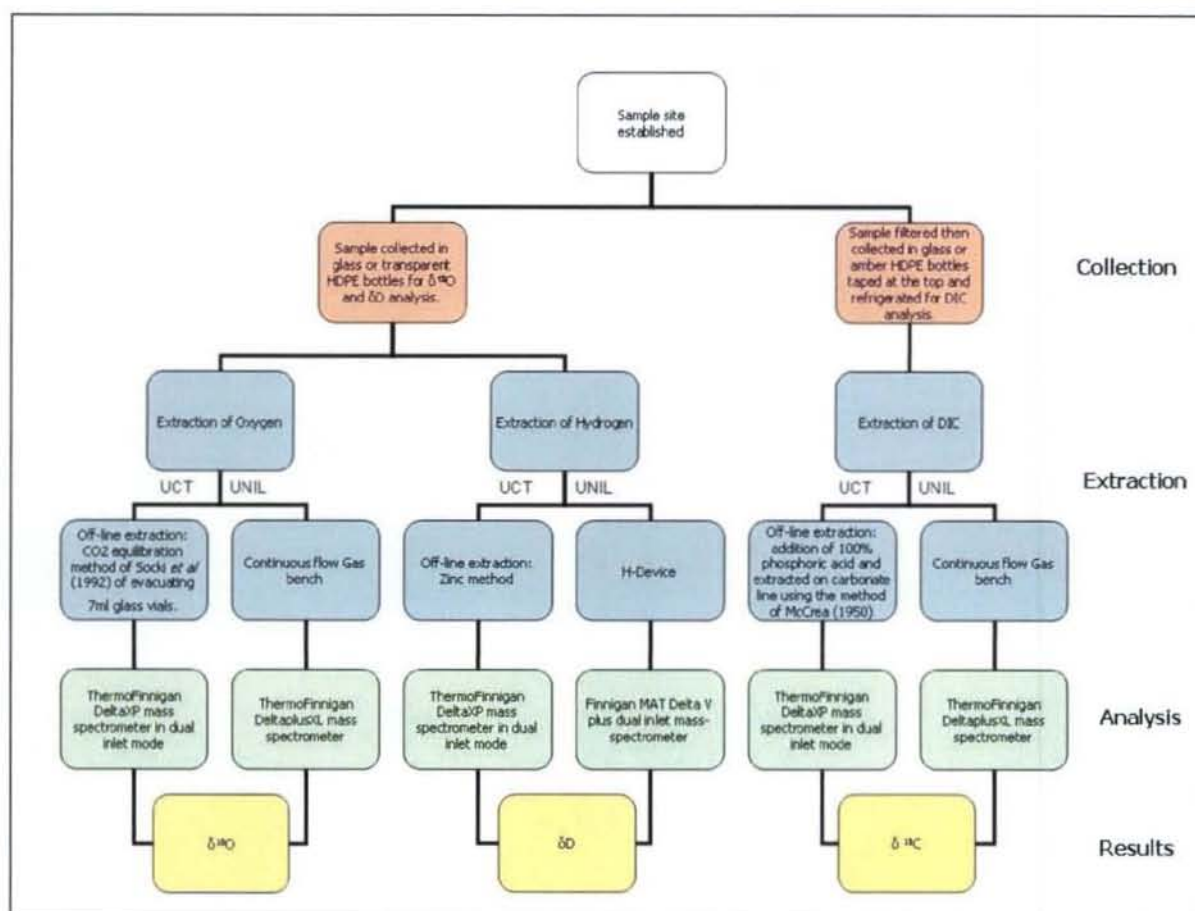 Sample site
established
Sample collected in
glass or transparent
HDPE bottles for δ¹⁸O
and δD analysis.
Sample filtered then
collected in glass or
amber HDPE bottles
taped at the top and
refrigerated for DIC
analysis
Collection
Extraction of Oxygen
Extraction of Hydrogen
Extraction of DIC
UCT
UNIL
UCT
UNIL
UCT
UNIL
Extraction
Off-line extraction:
CO2 equilibration
method of Socki et al
(1992) of evacuating
7ml glass vials.
Continuous flow Gas
bench
Off-line extraction:
Zinc method
H-Device
Off-line extraction:
addition of 100%
phosphoric acid and
extracted on carbonate
line using the method
of McCrea (1950)
Continuous flow Gas
bench
ThermoFinnigan
DeltaXP mass
spectrometer in dual
inlet mode
ThermoFinnigan
DeltaplusXL mass
spectrometer
ThermoFinnigan
DeltaXP mass
spectrometer in dual
inlet mode
Finnigan MAT Delta V
plus dual inlet mass-
spectrometer
ThermoFinnigan
DeltaXP mass
spectrometer in dual
inlet mode
ThermoFinnigan
DeltaplusXL mass
spectrometer
Analysis
δ¹⁸O
δD
δ ¹³C
Results